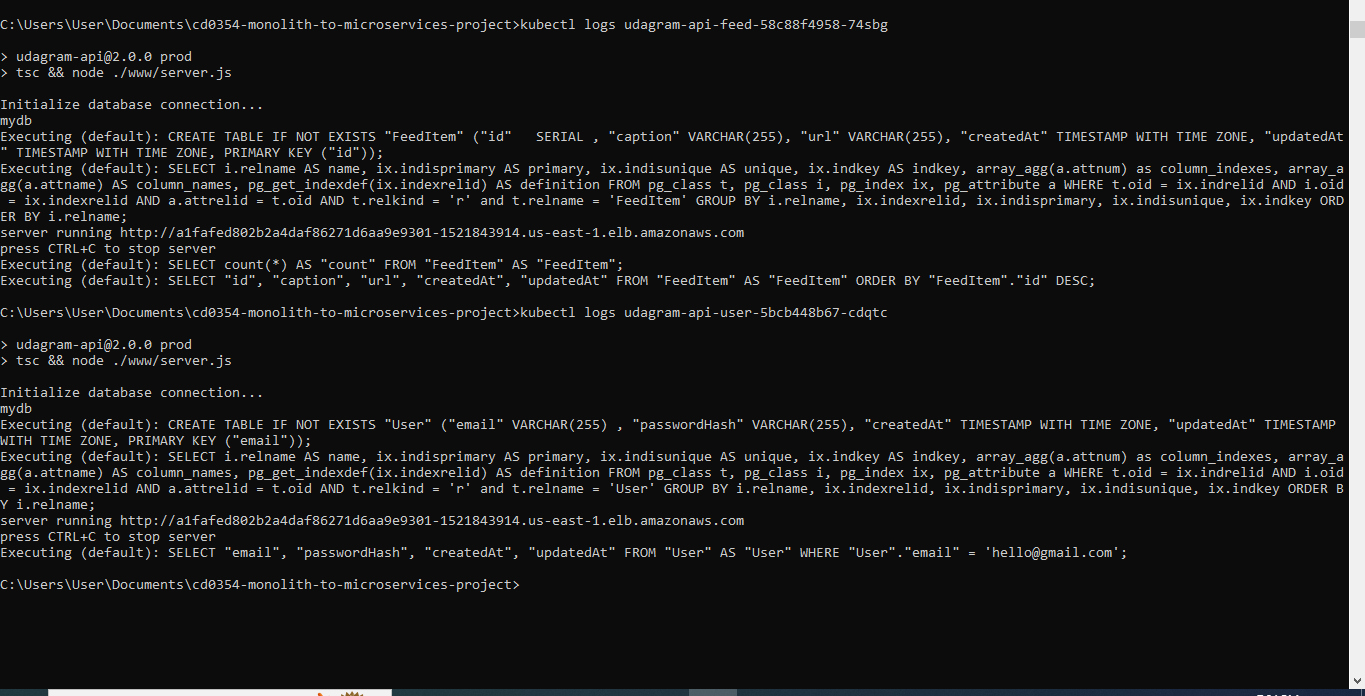 C:\Users\User\Documents\cd0354-monolith-to-microservices-project>kubectl logs udagram-api-feed-58c88f4958-74sbg
> udagram-api@2.0.0 prod
> tsc && node ./www/server.js
Initialize database connection...
mydb
Executing (default): CREATE TABLE IF NOT EXISTS "FeedItem" ("id"   SERIAL , "caption" VARCHAR(255), "url" VARCHAR(255), "createdAt" TIMESTAMP WITH TIME ZONE, "updatedAt
" TIMESTAMP WITH TIME ZONE, PRIMARY KEY ("id"));
Executing (default): SELECT i.relname AS name, ix.indisprimary AS primary, ix.indisunique AS unique, ix.indkey AS indkey, array_agg(a.attnum) as column_indexes, array_a
gg(a.attname) AS column_names, pg_get_indexdef(ix.indexrelid) AS definition FROM pg_class t, pg_class i, pg_index ix, pg_attribute a WHERE t.oid = ix.indrelid AND i.oid
 = ix.indexrelid AND a.attrelid = t.oid AND t.relkind = 'r' and t.relname = 'FeedItem' GROUP BY i.relname, ix.indexrelid, ix.indisprimary, ix.indisunique, ix.indkey ORD
ER BY i.relname;
server running http://a1fafed802b2a4daf86271d6aa9e9301-1521843914.us-east-1.elb.amazonaws.com
press CTRL+C to stop server
Executing (default): SELECT count(*) AS "count" FROM "FeedItem" AS "FeedItem";
Executing (default): SELECT "id", "caption", "url", "createdAt", "updatedAt" FROM "FeedItem" AS "FeedItem" ORDER BY "FeedItem"."id" DESC;
C:\Users\User\Documents\cd0354-monolith-to-microservices-project>kubectl logs udagram-api-user-5bcb448b67-cdqtc
> udagram-api@2.0.0 prod
> tsc && node ./www/server.js
Initialize database connection...
mydb
Executing (default): CREATE TABLE IF NOT EXISTS "User" ("email" VARCHAR(255) , "passwordHash" VARCHAR(255), "createdAt" TIMESTAMP WITH TIME ZONE, "updatedAt" TIMESTAMP
WITH TIME ZONE, PRIMARY KEY ("email"));
Executing (default): SELECT i.relname AS name, ix.indisprimary AS primary, ix.indisunique AS unique, ix.indkey AS indkey, array_agg(a.attnum) as column_indexes, array_a
gg(a.attname) AS column_names, pg_get_indexdef(ix.indexrelid) AS definition FROM pg_class t, pg_class i, pg_index ix, pg_attribute a WHERE t.oid = ix.indrelid AND i.oid
 = ix.indexrelid AND a.attrelid = t.oid AND t.relkind = 'r' and t.relname = 'User' GROUP BY i.relname, ix.indexrelid, ix.indisprimary, ix.indisunique, ix.indkey ORDER B
Y i.relname;
server running http://a1fafed802b2a4daf86271d6aa9e9301-1521843914.us-east-1.elb.amazonaws.com
press CTRL+C to stop server
Executing (default): SELECT "email", "passwordHash", "createdAt", "updatedAt" FROM "User" AS "User" WHERE "User"."email" = 'hello@gmail.com';
C:\Users\User\Documents\cd0354-monolith-to-microservices-project>